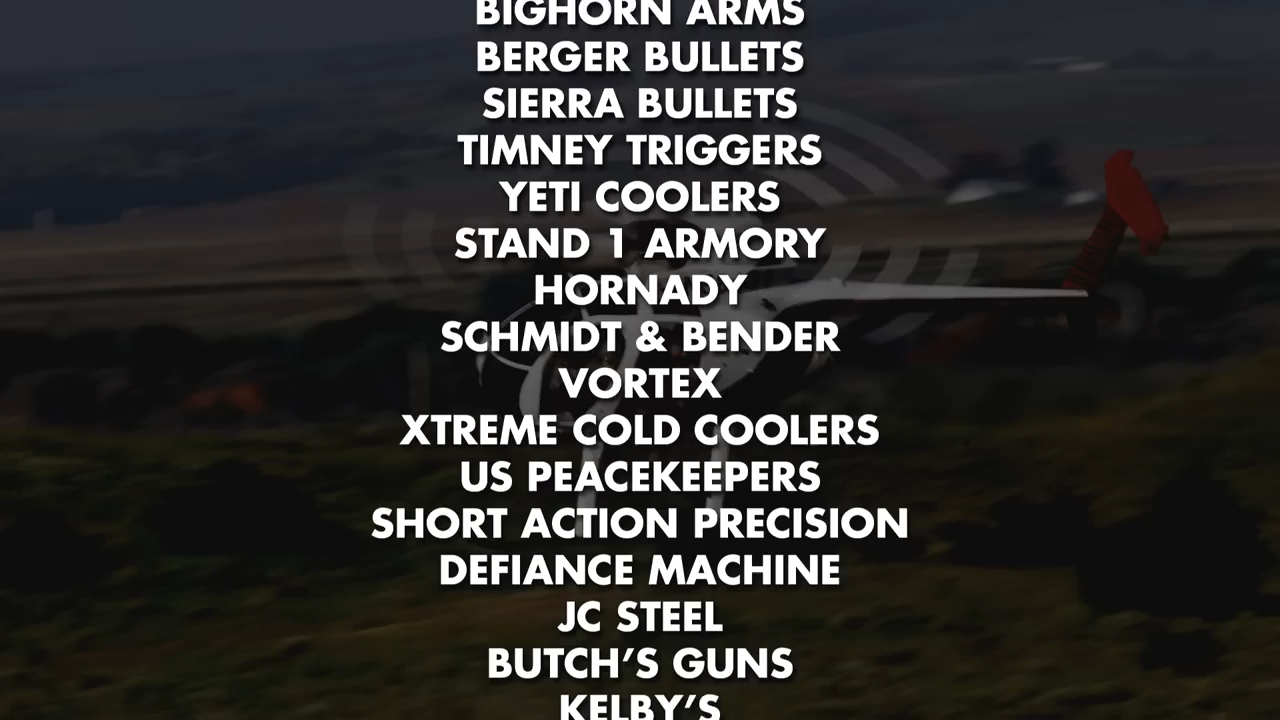 BIGHORN ARMS
BERGER BULLETS
SIERRA BULLETS
TIMNEY TRIGGERS
YETI COOLERS
STAND 1 ARMORY
HORNADY
SCHMIDT & BENDER
VORTEX
XTREME COLD COOLERS
US PEACEKEEPERS
SHORT ACTION PRECISION
DEFIANCE MACHINE
JC STEEL
BUTCH’S GUNS
KELBY’S